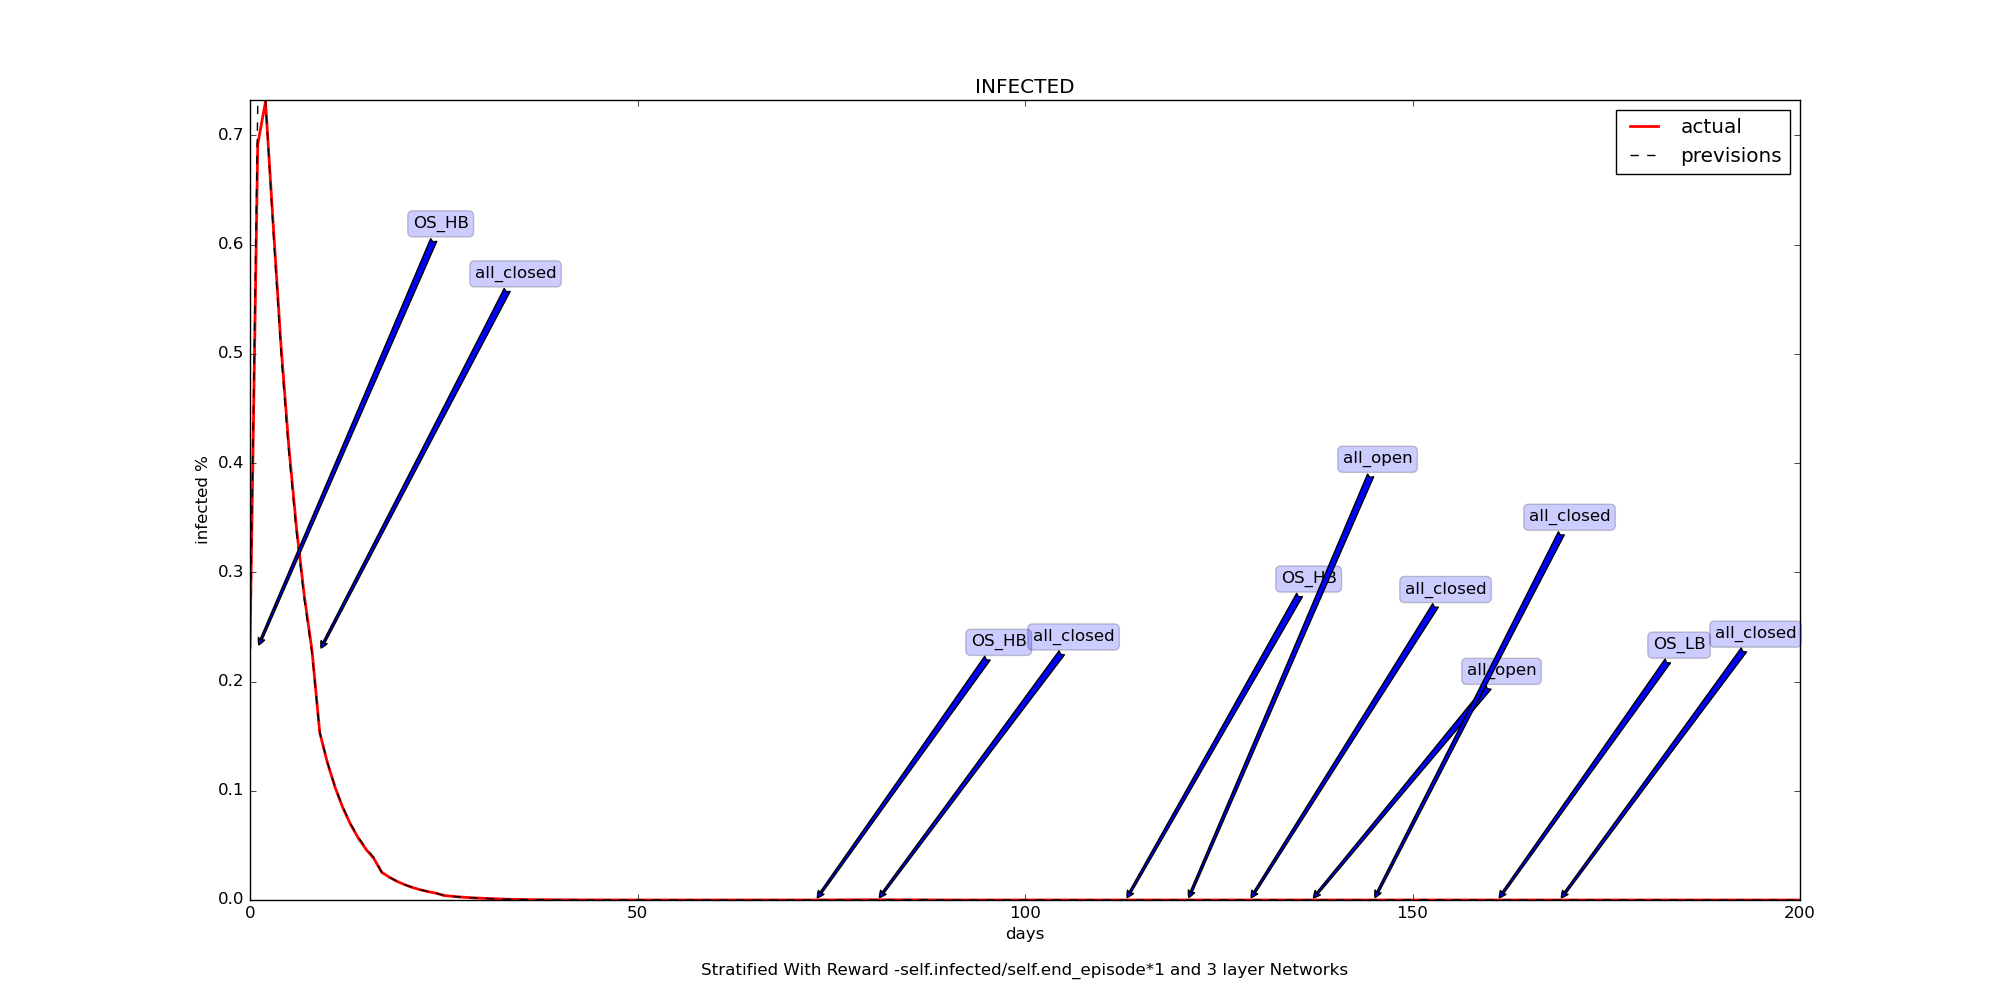 INFECTED
actual
previsions
0.7
0.6
0.5
0.4
0.3
0.2
0.1
0.0
infected %
OS_HB
all_closed
OS_HB
all_closed
OS_HB
all_open
all_closed
all_open
all_closed
OS_LB
all_closed
0 50 100 150 200
days
Stratified With Reward -self.infected/self.end_episode*1 and 3 layer Networks